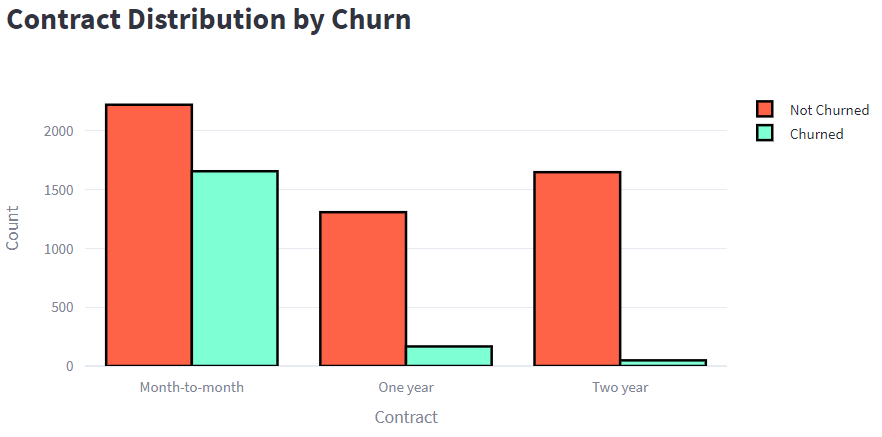 Contract Distribution by Churn
Not Churned
Churned
2000
1500
1000
500
0
Count
Month-to-month
One year
Two year
Contract